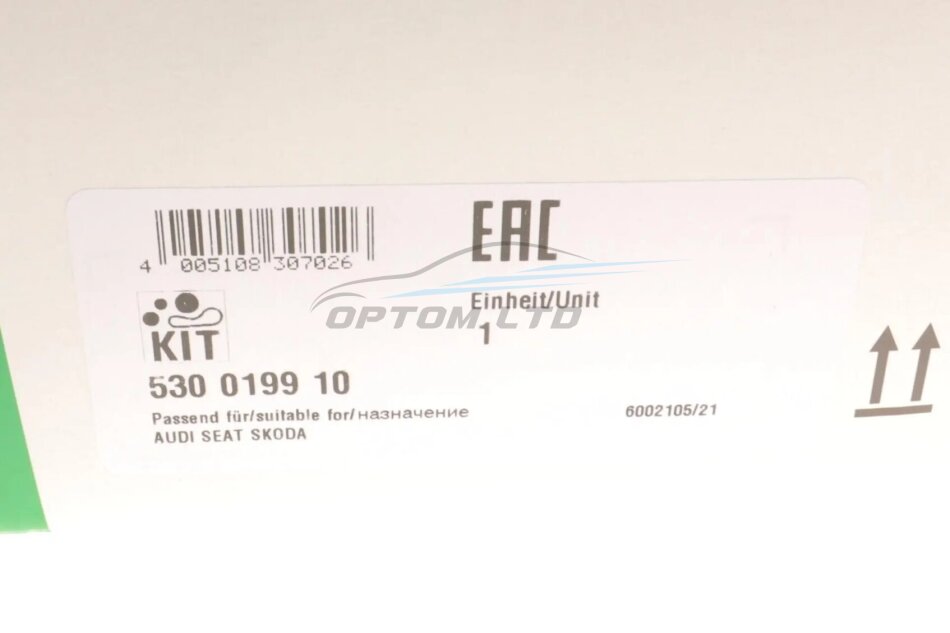 4 005108 307026
EAC
Einheit/Unit
1
OPTOM.LTD
KIT
530 0199 10
Passend für/suitable for/назначение
AUDI SEAT SKODA
6002105/21